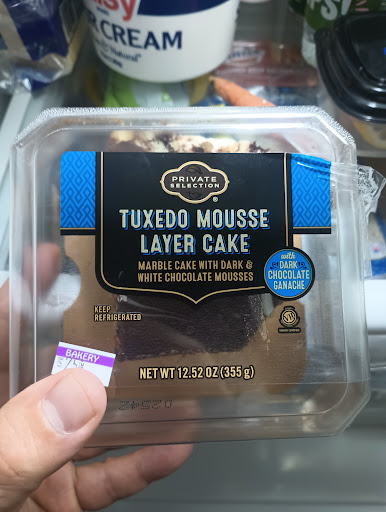 CREAM
PRIVATE
SELECTION
®
TUXEDO MOUSSE
LAYER CAKE
MARBLE CAKE WITH DARK &
WHITE CHOCOLATE MOUSSES
with
DARK
CHOCOLATE
GANACHE
KEEP
REFRIGERATED
BAKERY
NET WT 12.52 OZ (355 g)